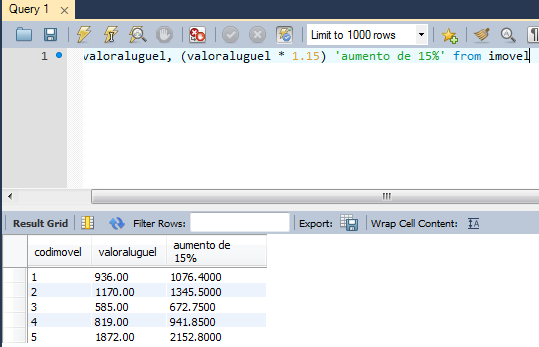 Query 1
Limit to 1000 rows
1
valoraluguel, (valoraluguel * 1.15) 'aumento de 15%' from imovel
Result Grid Filter Rows: Export: Wrap Cell Content:
codimovel valoraluguel aumento de 15%
1 936.00 1076.4000
2 1170.00 1345.5000
3 585.00 672.7500
4 819.00 941.8500
5 1872.00 2152.8000